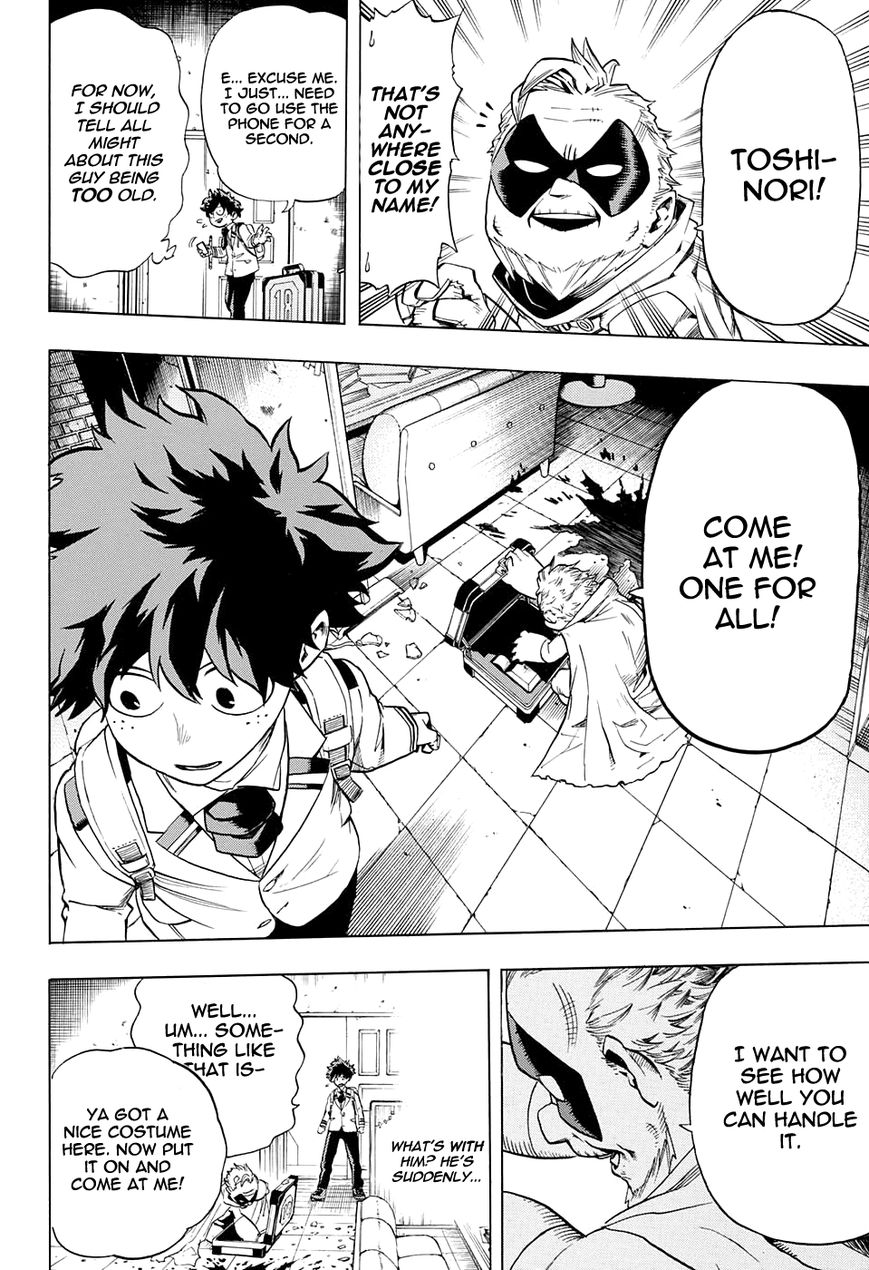 TOSHI-
NORI!
THAT'S
NOT
ANY-
WHERE
CLOSE
TO MY
NAME!
E... EXCUSE ME.
I JUST... NEED
TO GO USE THE
PHONE FOR A
SECOND.
FOR NOW,
I SHOULD
TELL ALL
MIGHT
ABOUT THIS
GUY BEING
TOO OLD.
18
COME
AT ME!
ONE FOR
ALL!
I WANT TO
SEE HOW
WELL YOU
CAN HANDLE
IT.
WELL...
UM... SOME-
THING LIKE
THAT IS-
WHAT'S WITH
HIM? HE'S
SUDDENLY...
YA GOT A
NICE COSTUME
HERE. NOW PUT
IT ON AND
COME AT ME!